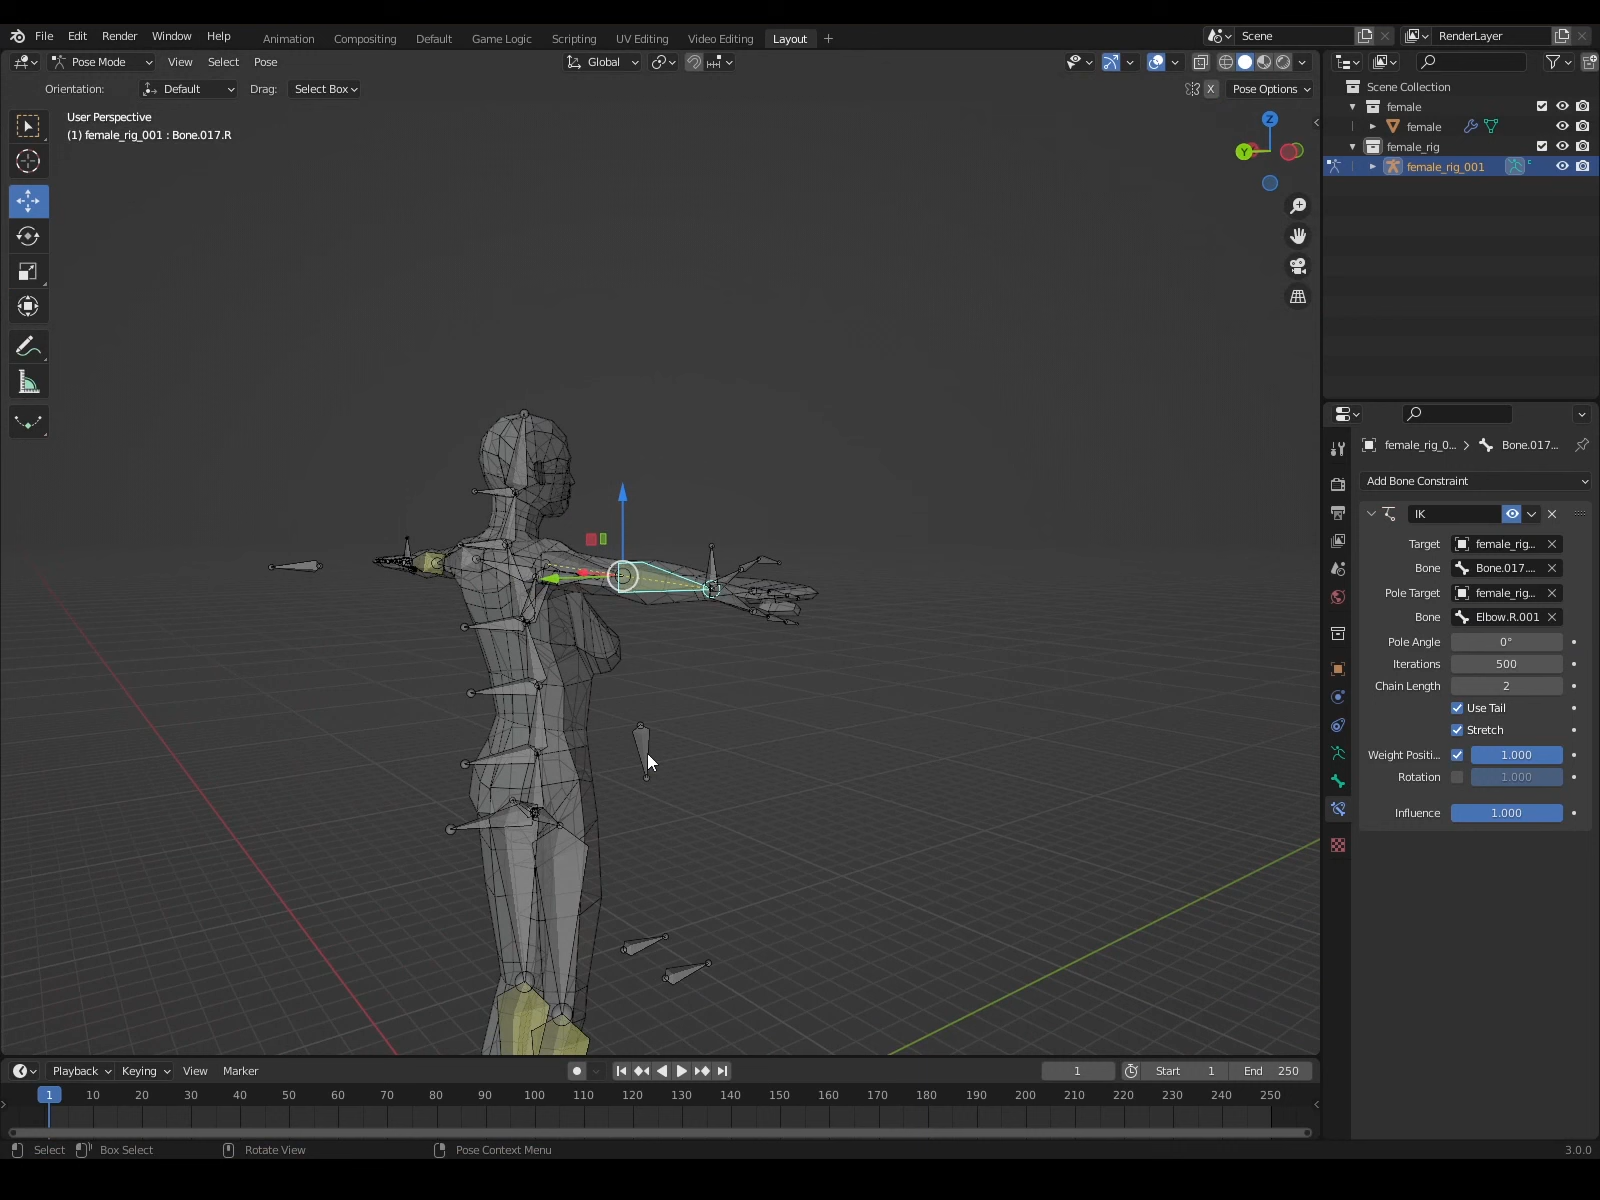 File Edit Render Window Help Animation Compositing Default Game Logic Scripting UV Editing Video Editing Layout + Scene RenderLayer
Pose Mode View Select Pose Global
Orientation: Default Drag: Select Box X Pose Options
User Perspective
(1) female_rig_001 : Bone.017.R
Z
Y
Scene Collection
female
female
female_rig
female_rig_001
female_rig_0... > Bone.017...
Add Bone Constraint
IK
Target female_rig...
Bone Bone.017....
Pole Target female_rig...
Bone Elbow.R.001
Pole Angle 0°
Iterations 500
Chain Length 2
Use Tail
Stretch
Weight Positi... 1.000
Rotation 1.000
Influence 1.000
Playback Keying View Marker 1 Start 1 End 250
1 10 20 30 40 50 60 70 80 90 100 110 120 130 140 150 160 170 180 190 200 210 220 230 240 250
Select Box Select Rotate View Pose Context Menu 3.0.0